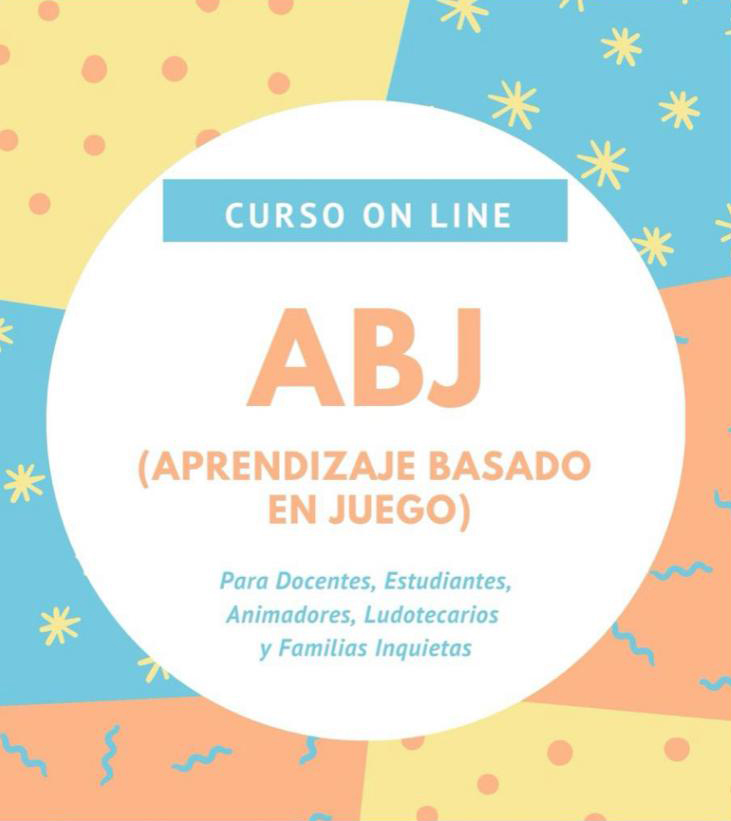 CURSO ON LINE
ABJ
(APRENDIZAJE BASADO
EN JUEGO)
Para Docentes, Estudiantes,
Animadores, Ludotecarios
y Familias Inquietas